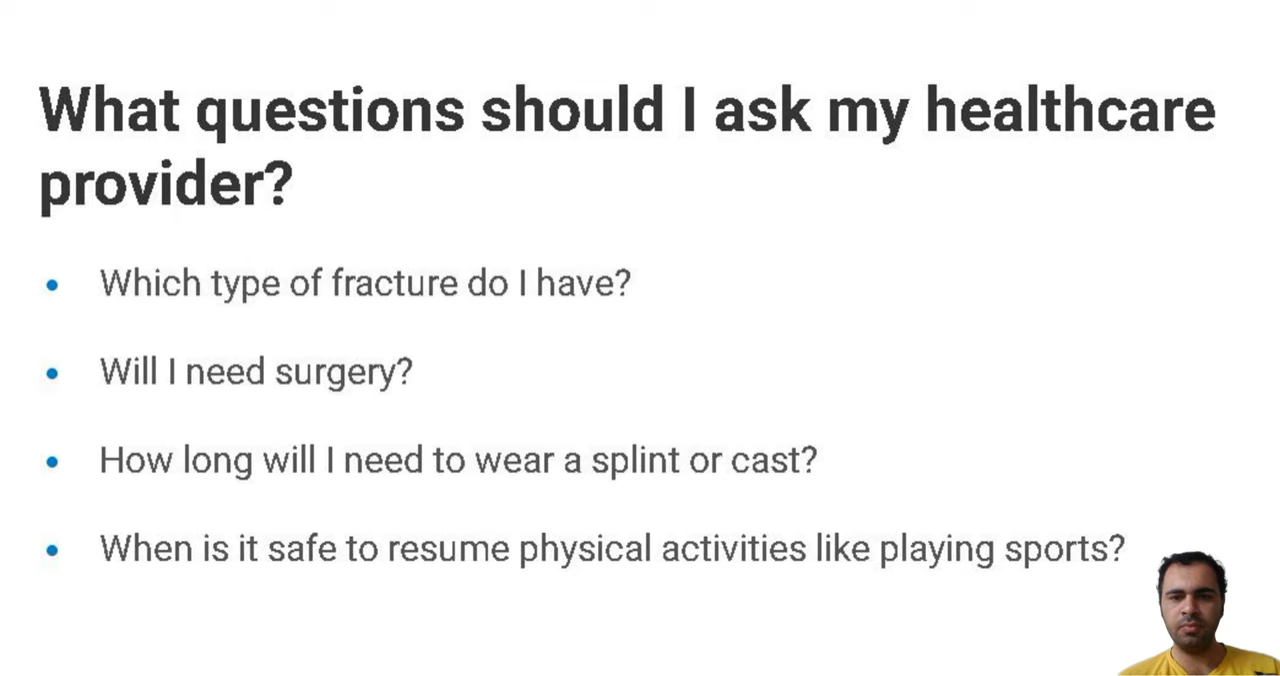 What questions should I ask my healthcare
provider?
• Which type of fracture do I have?
• Will I need surgery?
• How long will I need to wear a splint or cast?
• When is it safe to resume physical activities like playing sports?